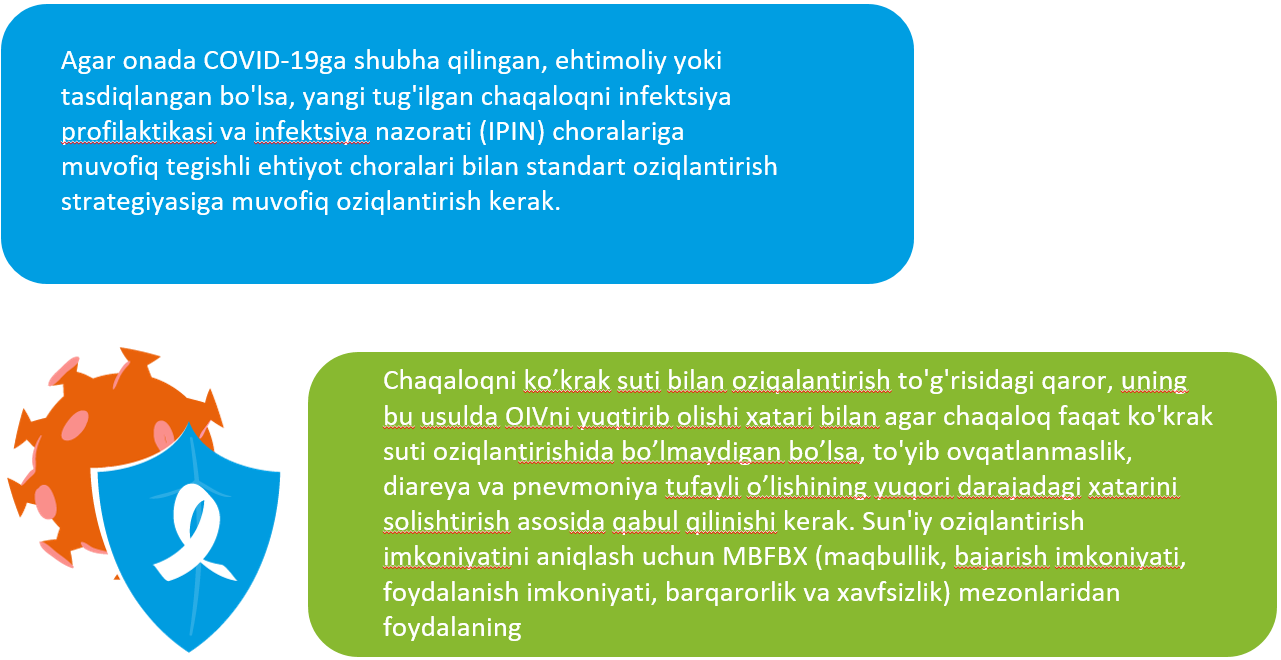 Agar onada COVID-19ga shubha qilingan, ehtimoliy yoki
tasdiqlangan bo'lsa, yangi tug'ilgan chaqaloqni infektsiya
profilaktikasi va infektsiya nazorati (IPIN) choralariga
muvofiq tegishli ehtiyot choralari bilan standart oziqlantirish
strategiyasiga muvofiq oziqlantirish kerak.
Chaqaloqni ko’krak suti bilan oziqalantirish to'g'risidagi qaror, uning
bu usulda OIVni yuqtirib olishi xatari bilan agar chaqaloq faqat ko'krak
suti oziqlantirishida bo’lmaydigan bo’lsa, to'yib ovqatlanmaslik,
diareya va pnevmoniya tufayli o’lishining yuqori darajadagi xatarini
solishtirish asosida qabul qilinishi kerak. Sun'iy oziqlantirish
imkoniyatini aniqlash uchun MBFBX (maqbullik, bajarish imkoniyati,
foydalanish imkoniyati, barqarorlik va xavfsizlik) mezonlaridan
foydalaning